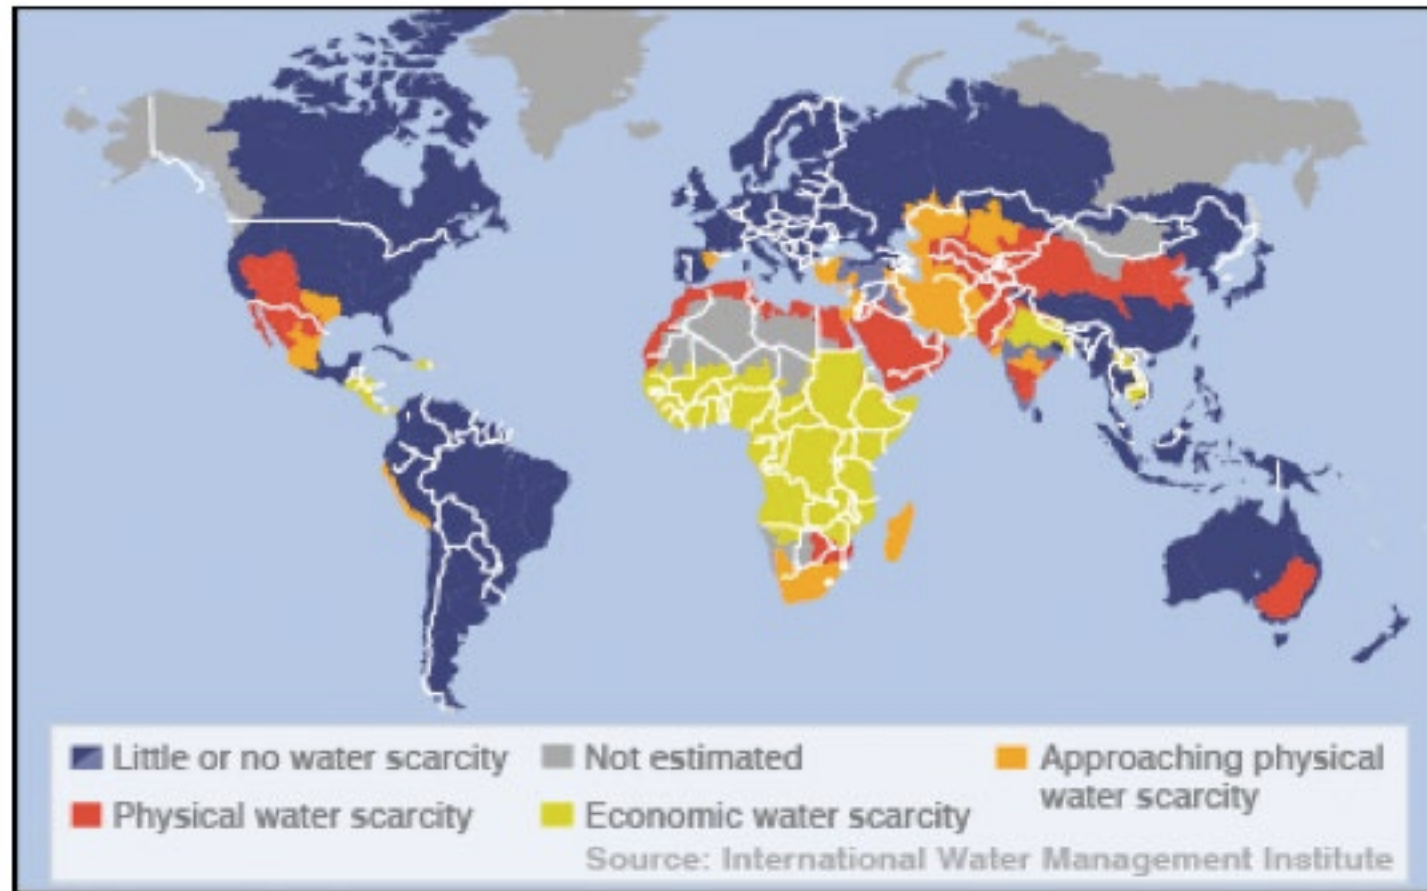 Little or no water scarcity
Not estimated
Approaching physical
water scarcity
Physical water scarcity
Economic water scarcity
Source: International Water Management Institute